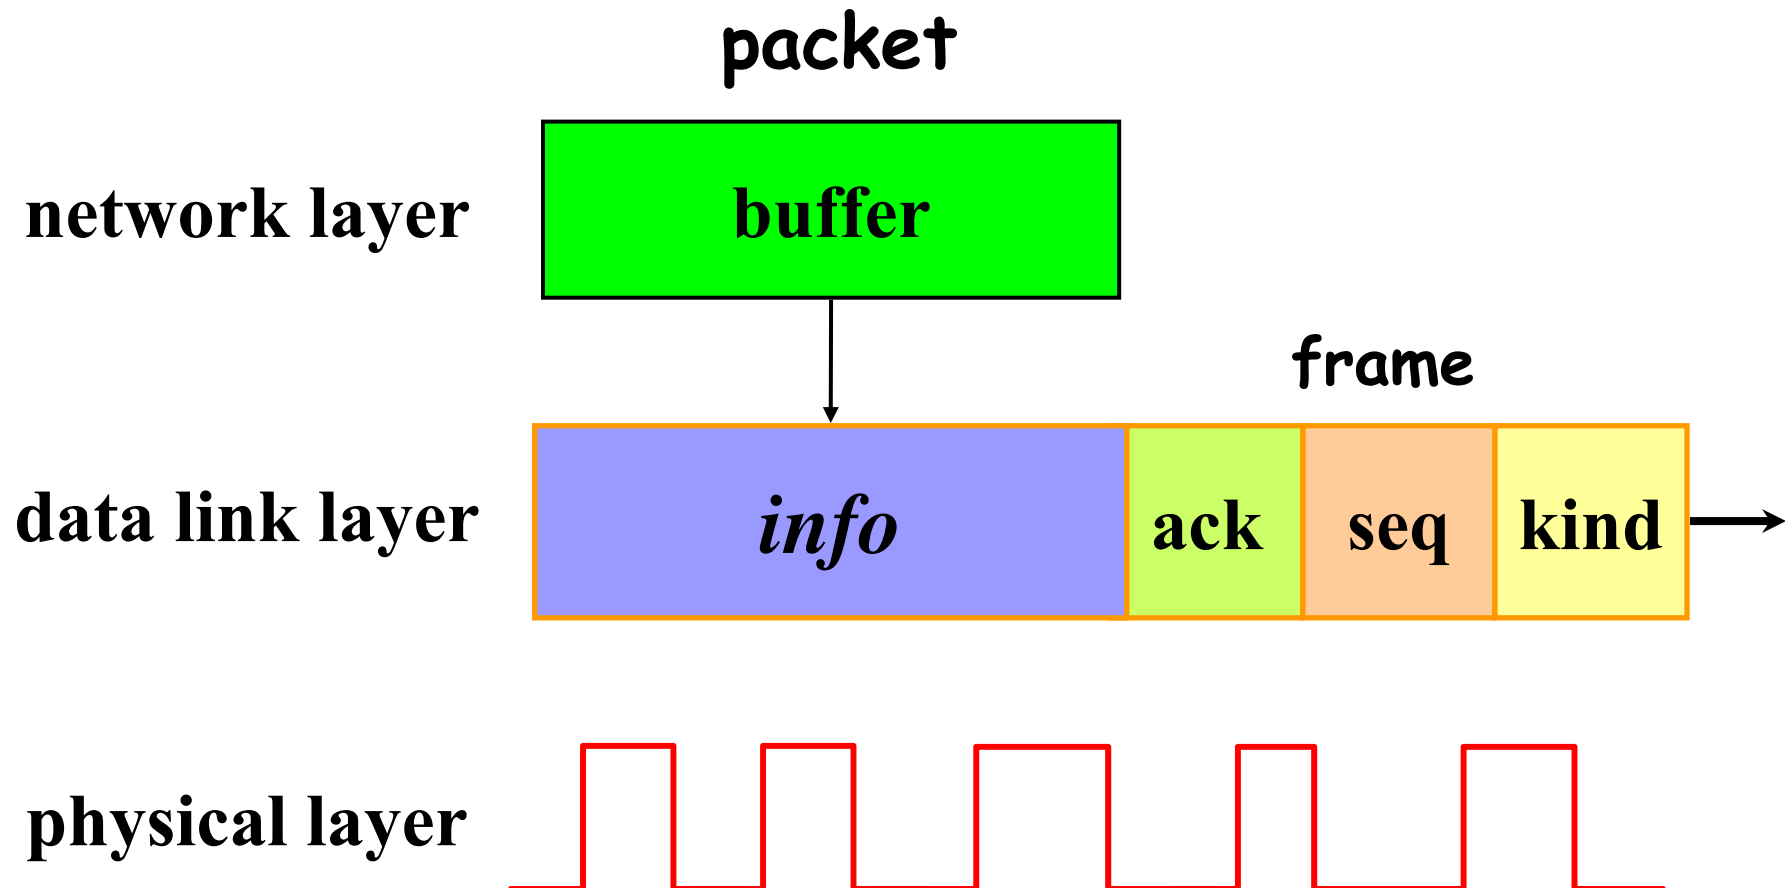 packet
network layer
buffer
frame
data link layer
info
ack
seq
kind
physical layer